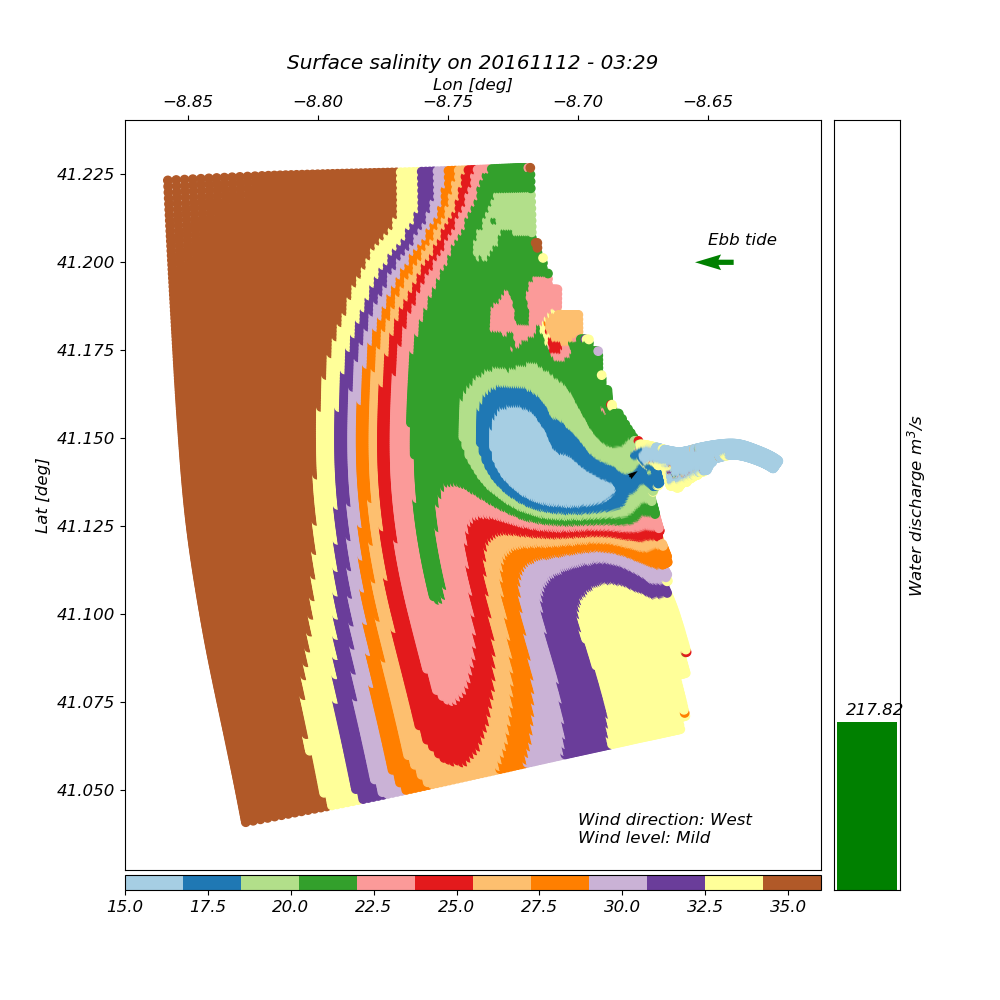 Surface salinity on 20161112 - 03:29
Lon [deg]
−8.85 −8.80 −8.75 −8.70 −8.65
41.225
41.200
41.175
41.150
41.125
41.100
41.075
41.050
Lat [deg]
Ebb tide
Wind direction: West
Wind level: Mild
15.0 17.5 20.0 22.5 25.0 27.5 30.0 32.5 35.0
217.82
Water discharge m³/s